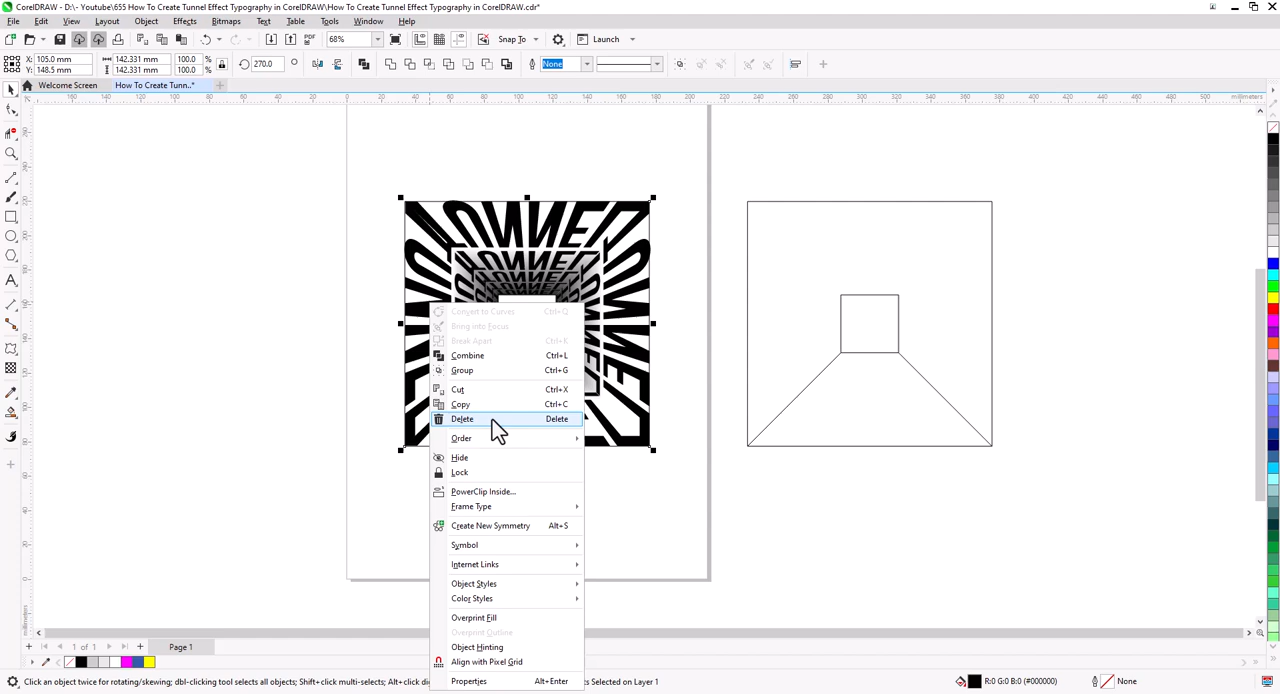 CorelDRAW - D:\- Youtube\655 How To Create Tunnel Effect Typography in CorelDRAW\How To Create Tunnel Effect Typography in CorelDRAW.cdr*
File Edit View Layout Object Effects Bitmaps Text Table Tools Window Help
68% Snap To Launch
X: 105.0 mm 142.331 mm 100.0 % 270.0 ° None
Y: 148.5 mm 142.331 mm 100.0 %
Welcome Screen How To Create Tunn...*
millimeters
Convert to Curves Ctrl+Q
Bring into Focus
Break Apart Ctrl+K
Combine Ctrl+L
Group Ctrl+G
Cut Ctrl+X
Copy Ctrl+C
Delete Delete
Order
Hide
Lock
PowerClip Inside...
Frame Type
Create New Symmetry Alt+S
Symbol
Internet Links
Object Styles
Color Styles
Overprint Fill
Overprint Outline
Object Hinting
Align with Pixel Grid
Properties Alt+Enter
1 of 1 Page 1
Click an object twice for rotating/skewing; dbl-clicking tool selects all objects; Shift+click multi-selects; Alt+click di s Selected on Layer 1 R:0 G:0 B:0 (#000000) None